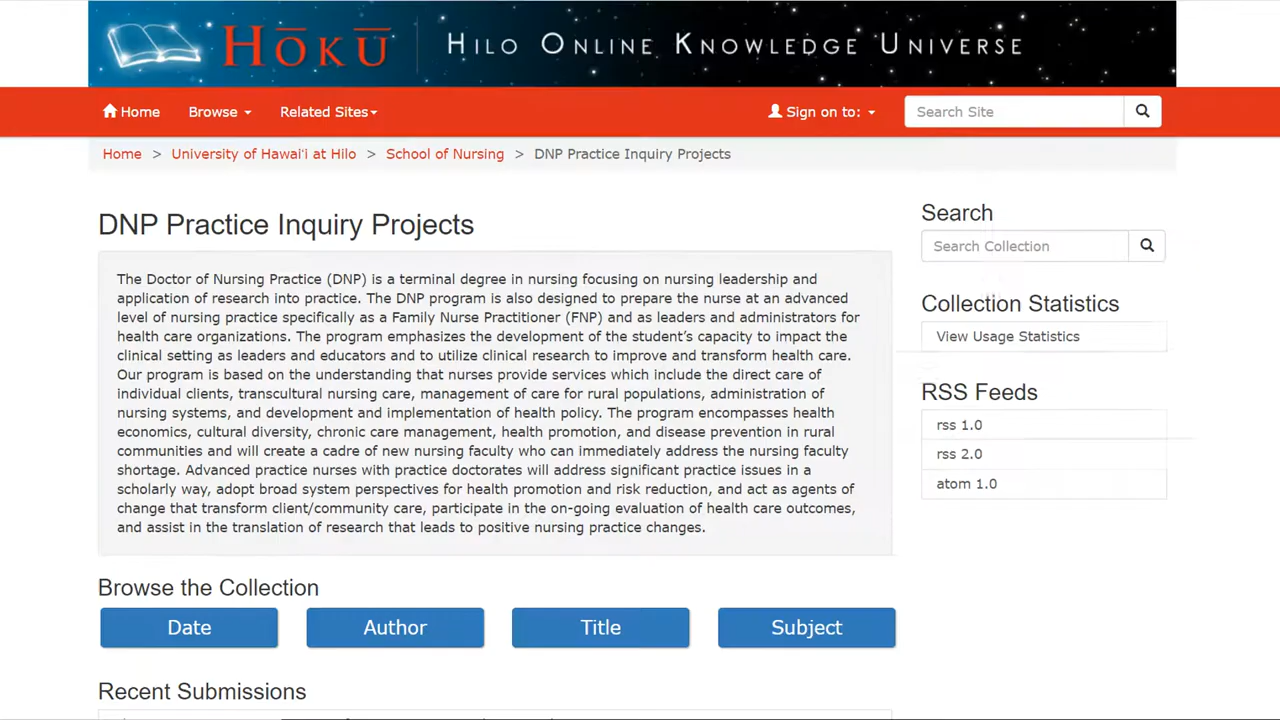 HŌKŪ HILO ONLINE KNOWLEDGE UNIVERSE
Home Browse Related Sites Sign on to: Search Site
Home > University of Hawaiʻi at Hilo > School of Nursing > DNP Practice Inquiry Projects
DNP Practice Inquiry Projects
The Doctor of Nursing Practice (DNP) is a terminal degree in nursing focusing on nursing leadership and
application of research into practice. The DNP program is also designed to prepare the nurse at an advanced
level of nursing practice specifically as a Family Nurse Practitioner (FNP) and as leaders and administrators for
health care organizations. The program emphasizes the development of the student’s capacity to impact the
clinical setting as leaders and educators and to utilize clinical research to improve and transform health care.
Our program is based on the understanding that nurses provide services which include the direct care of
individual clients, transcultural nursing care, management of care for rural populations, administration of
nursing systems, and development and implementation of health policy. The program encompasses health
economics, cultural diversity, chronic care management, health promotion, and disease prevention in rural
communities and will create a cadre of new nursing faculty who can immediately address the nursing faculty
shortage. Advanced practice nurses with practice doctorates will address significant practice issues in a
scholarly way, adopt broad system perspectives for health promotion and risk reduction, and act as agents of
change that transform client/community care, participate in the on-going evaluation of health care outcomes,
and assist in the translation of research that leads to positive nursing practice changes.
Browse the Collection
Date Author Title Subject
Recent Submissions
Search
Search Collection
Collection Statistics
View Usage Statistics
RSS Feeds
rss 1.0
rss 2.0
atom 1.0